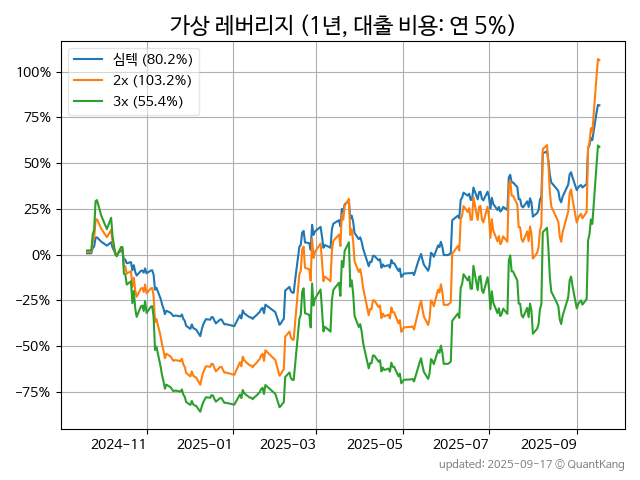 가상 레버리지 (1년, 대출 비용: 연 5%)
심텍 (80.2%)
2x (103.2%)
3x (55.4%)
100%
75%
50%
25%
0%
−25%
−50%
−75%
2024-11
2025-01
2025-03
2025-05
2025-07
2025-09
updated: 2025-09-17 © QuantKang